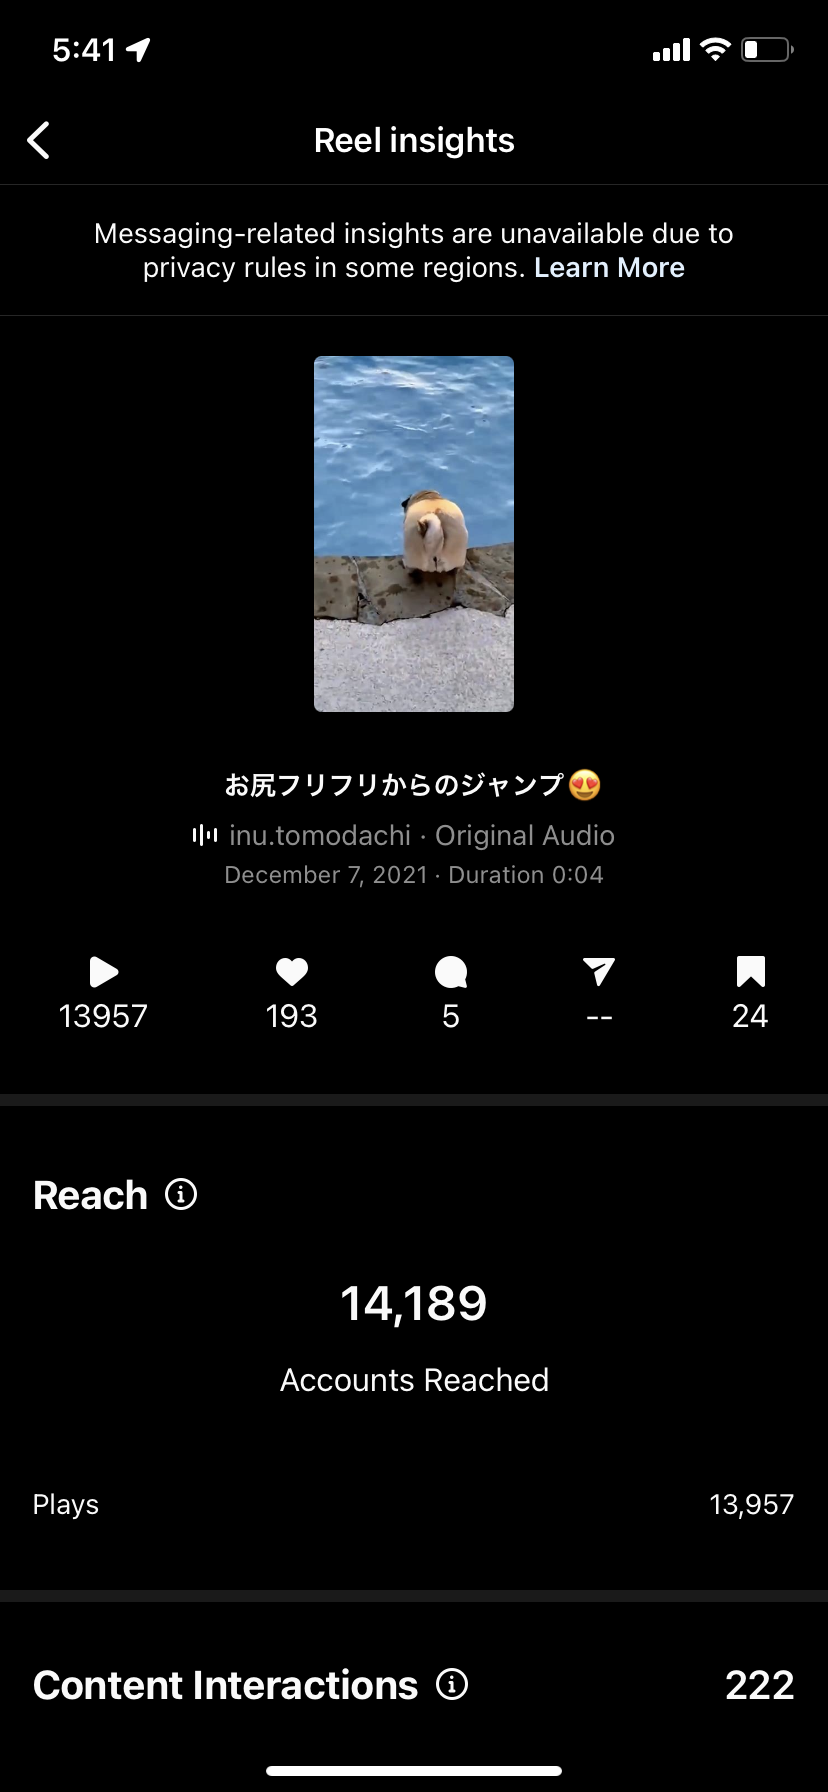 5:41
Reel insights
Messaging-related insights are unavailable due to
privacy rules in some regions. Learn More
お尻フリフリからのジャンプ😍
inu.tomodachi · Original Audio
December 7, 2021 · Duration 0:04
13957 193 5 -- 24
Reach
14,189
Accounts Reached
Plays 13,957
Content Interactions 222